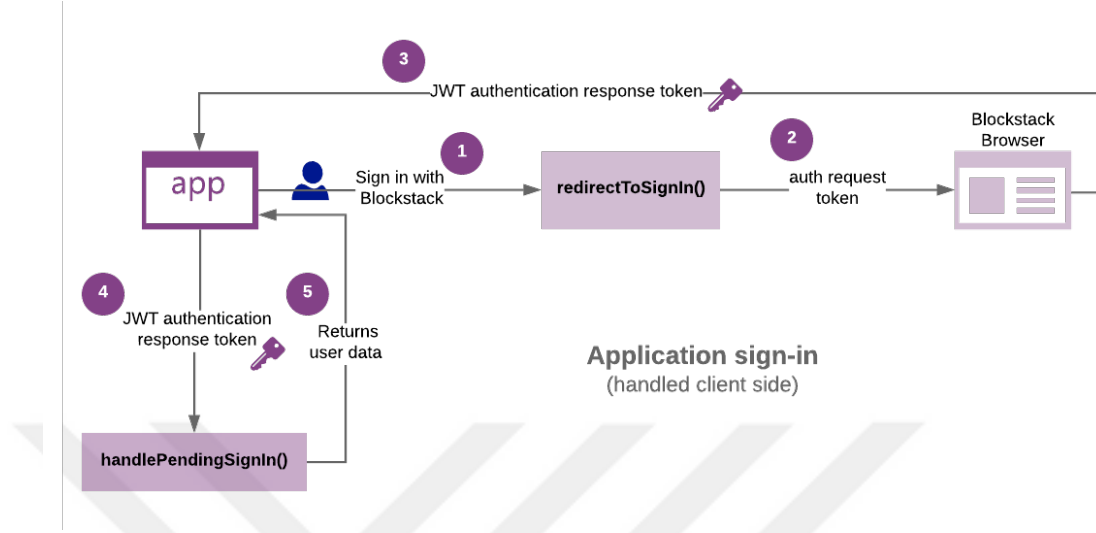 3
JWT authentication response token
app
Sign in with
Blockstack
1
redirectToSignIn()
2
auth request
token
Blockstack
Browser
4
JWT authentication
response token
5
Returns
user data
Application sign-in
(handled client side)
handlePendingSignIn()